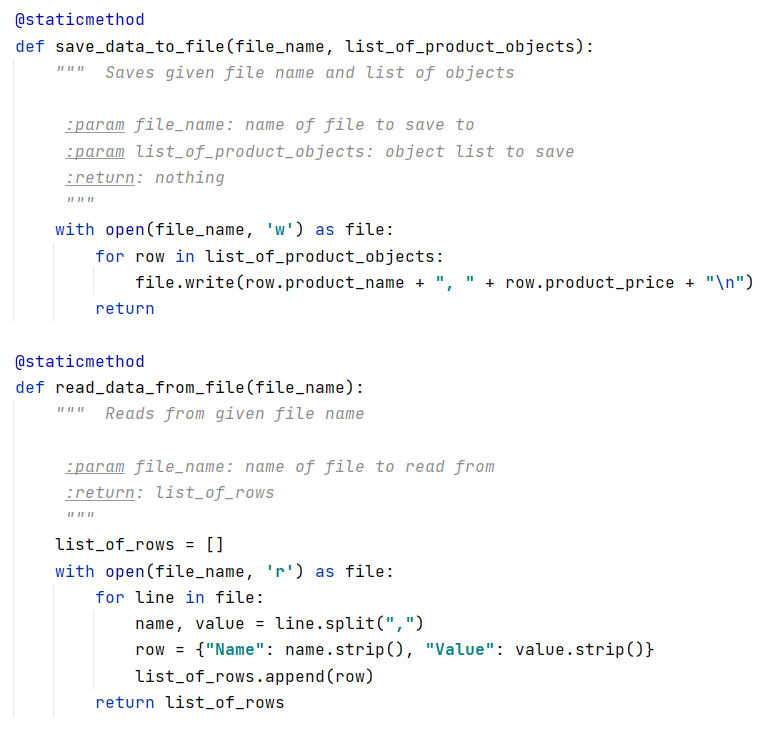 @staticmethod
def save_data_to_file(file_name, list_of_product_objects):
    """  Saves given file name and list of objects

     :param file_name: name of file to save to
     :param list_of_product_objects: object list to save
     :return: nothing
     """
    with open(file_name, 'w') as file:
        for row in list_of_product_objects:
            file.write(row.product_name + ", " + row.product_price + "\n")
        return

@staticmethod
def read_data_from_file(file_name):
    """  Reads from given file name

     :param file_name: name of file to read from
     :return: list_of_rows
     """
    list_of_rows = []
    with open(file_name, 'r') as file:
        for line in file:
            name, value = line.split(",")
            row = {"Name": name.strip(), "Value": value.strip()}
            list_of_rows.append(row)
        return list_of_rows